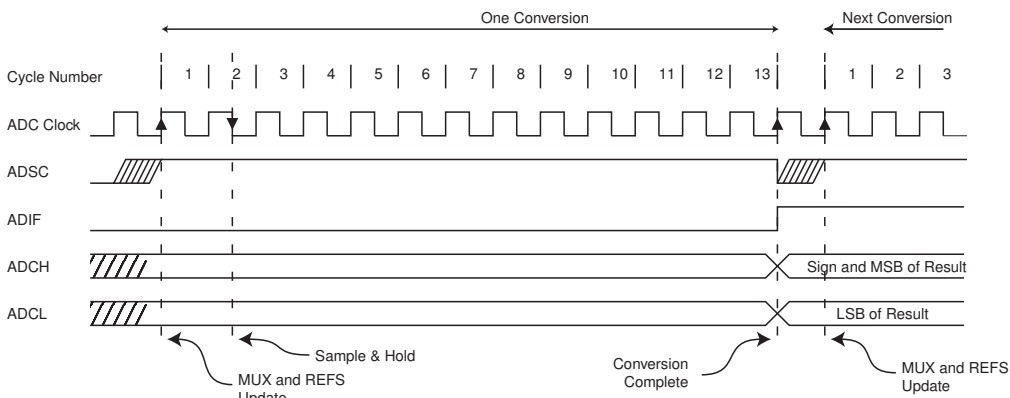 One Conversion Next Conversion
Cycle Number 1 2 3 4 5 6 7 8 9 10 11 12 13 1 2 3
ADC Clock
ADSC
ADIF
ADCH Sign and MSB of Result
ADCL LSB of Result
Sample & Hold
MUX and REFS
Update
Conversion
Complete
MUX and REFS
Update